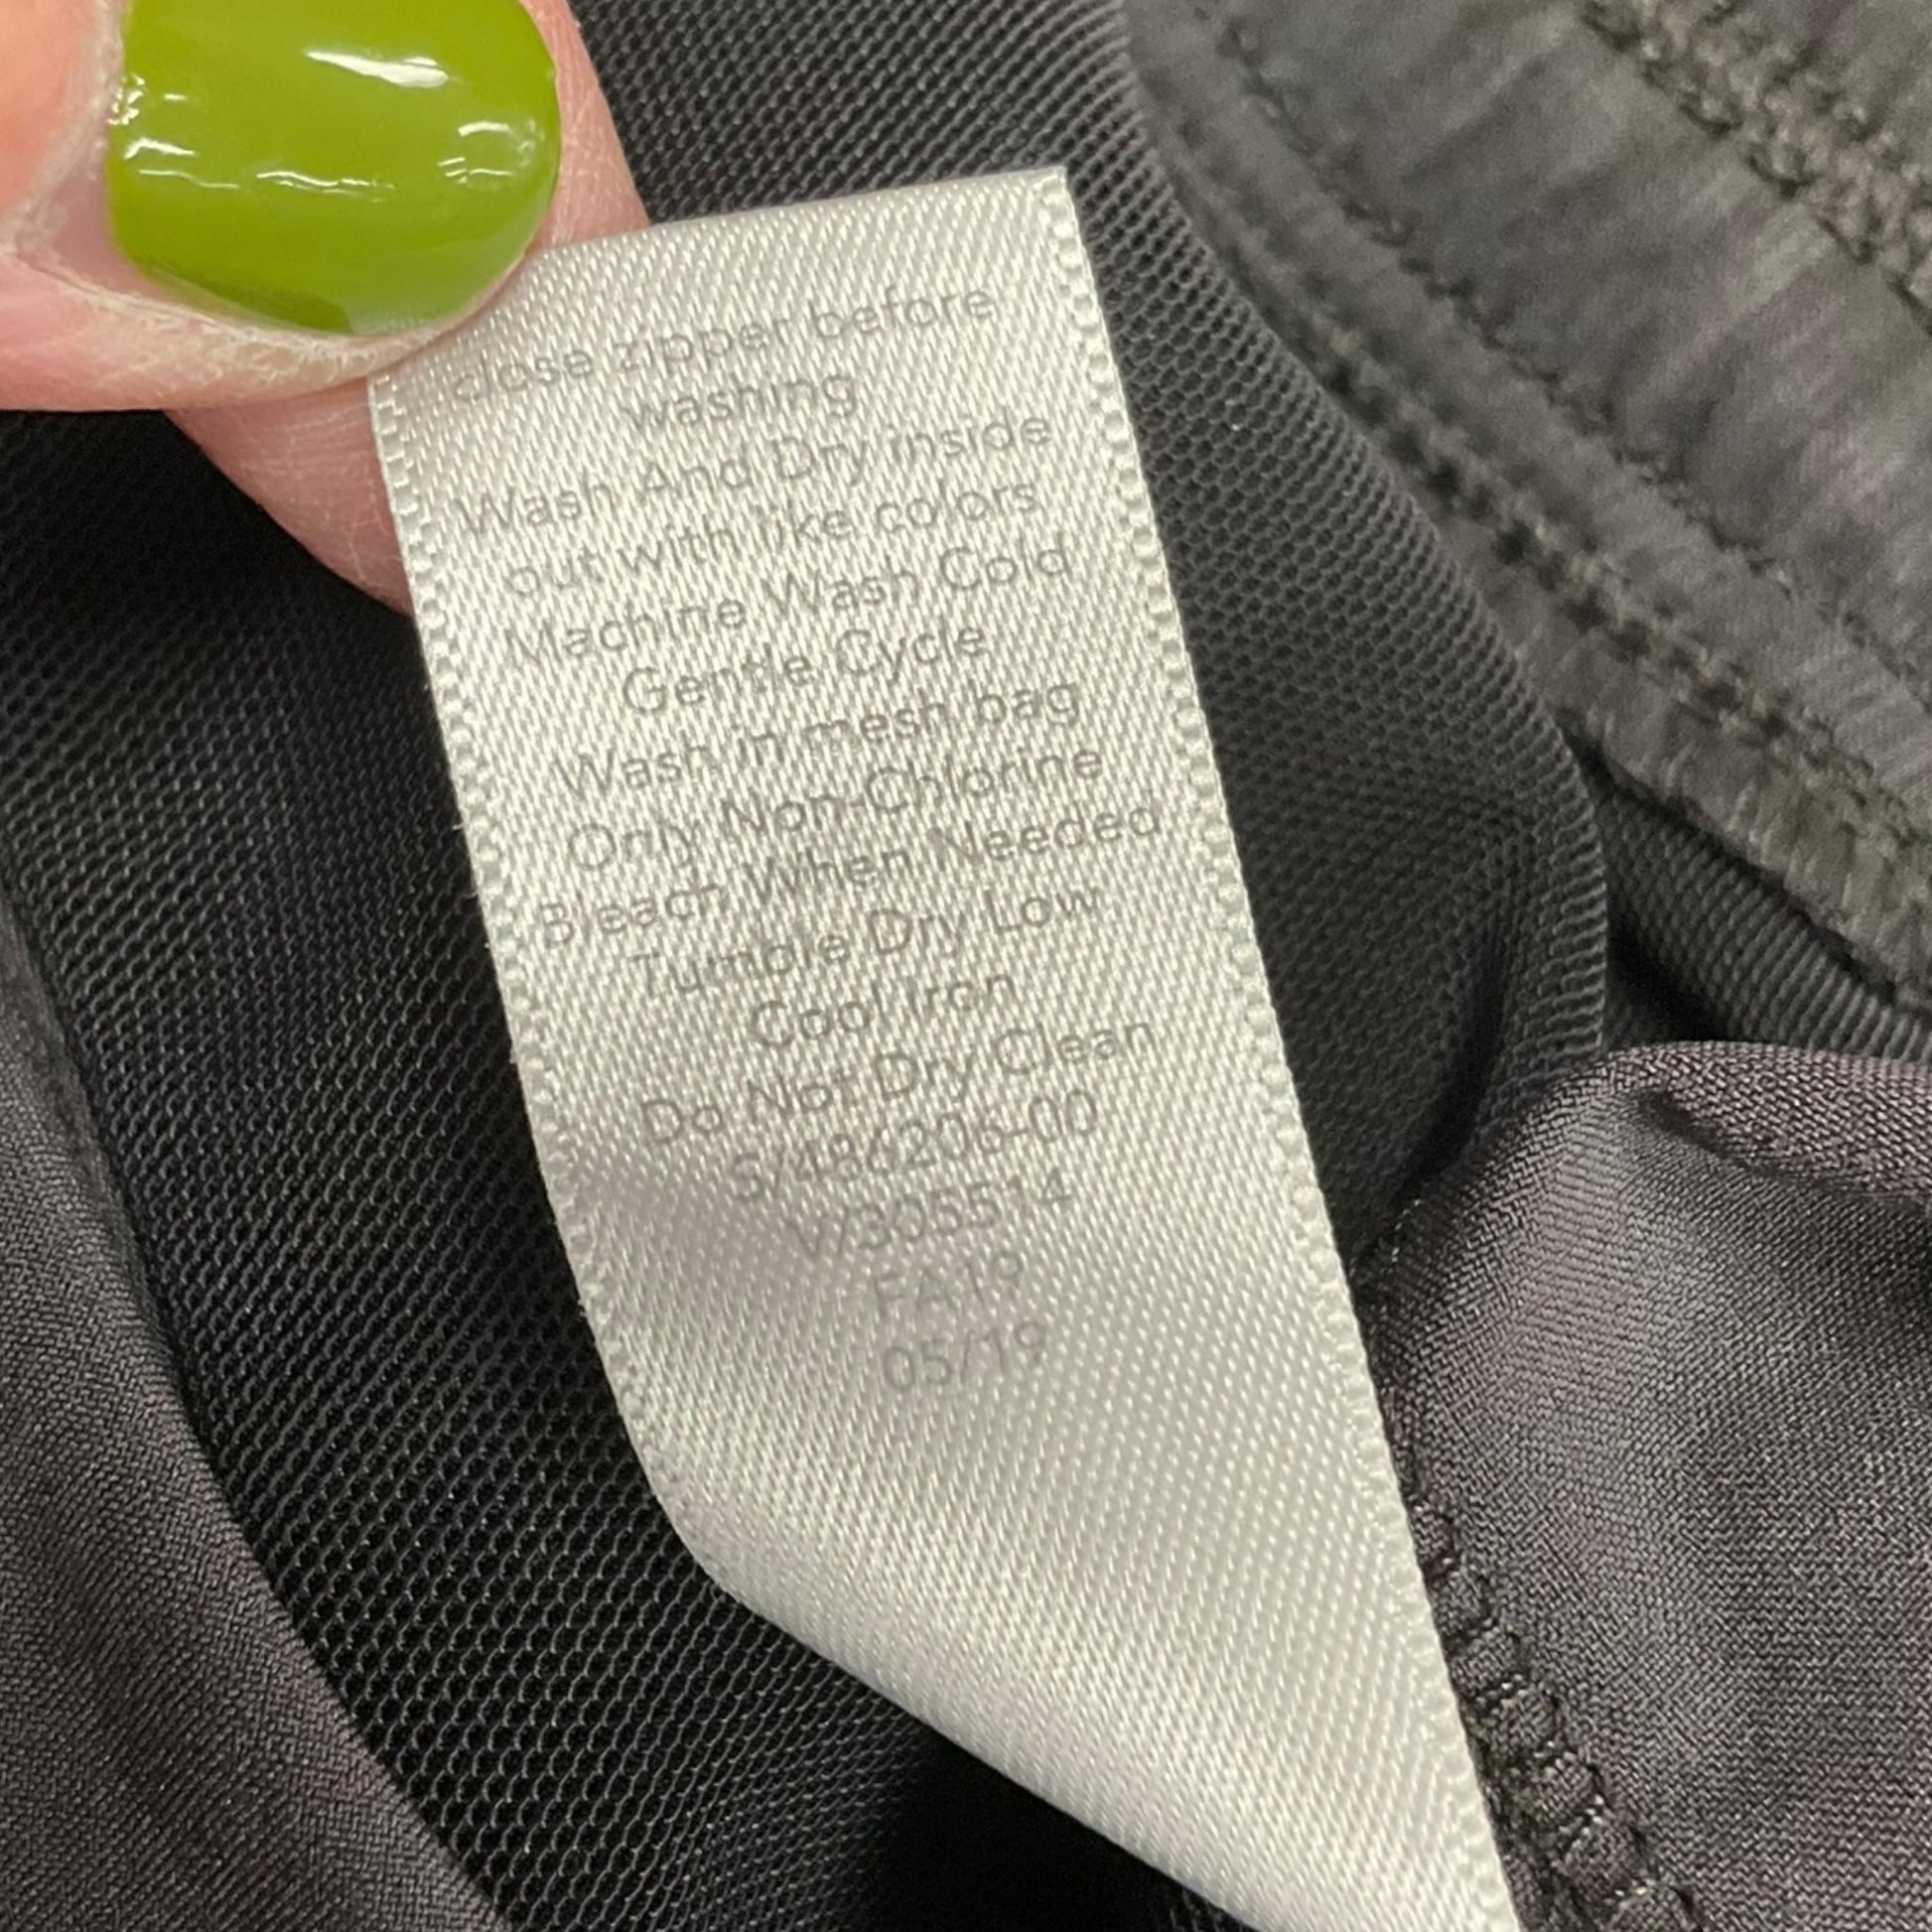 close zipper before
washing
Wash And Dry inside
out with like colors
Machine Wash Cold
Gentle Cycle
Wash in mesh bag
Only Non-Chlorine
Bleach When Needed
Tumble Dry Low
Cool Iron
Do Not Dry Clean
S/486206-00
V/305514
FA19
05/19